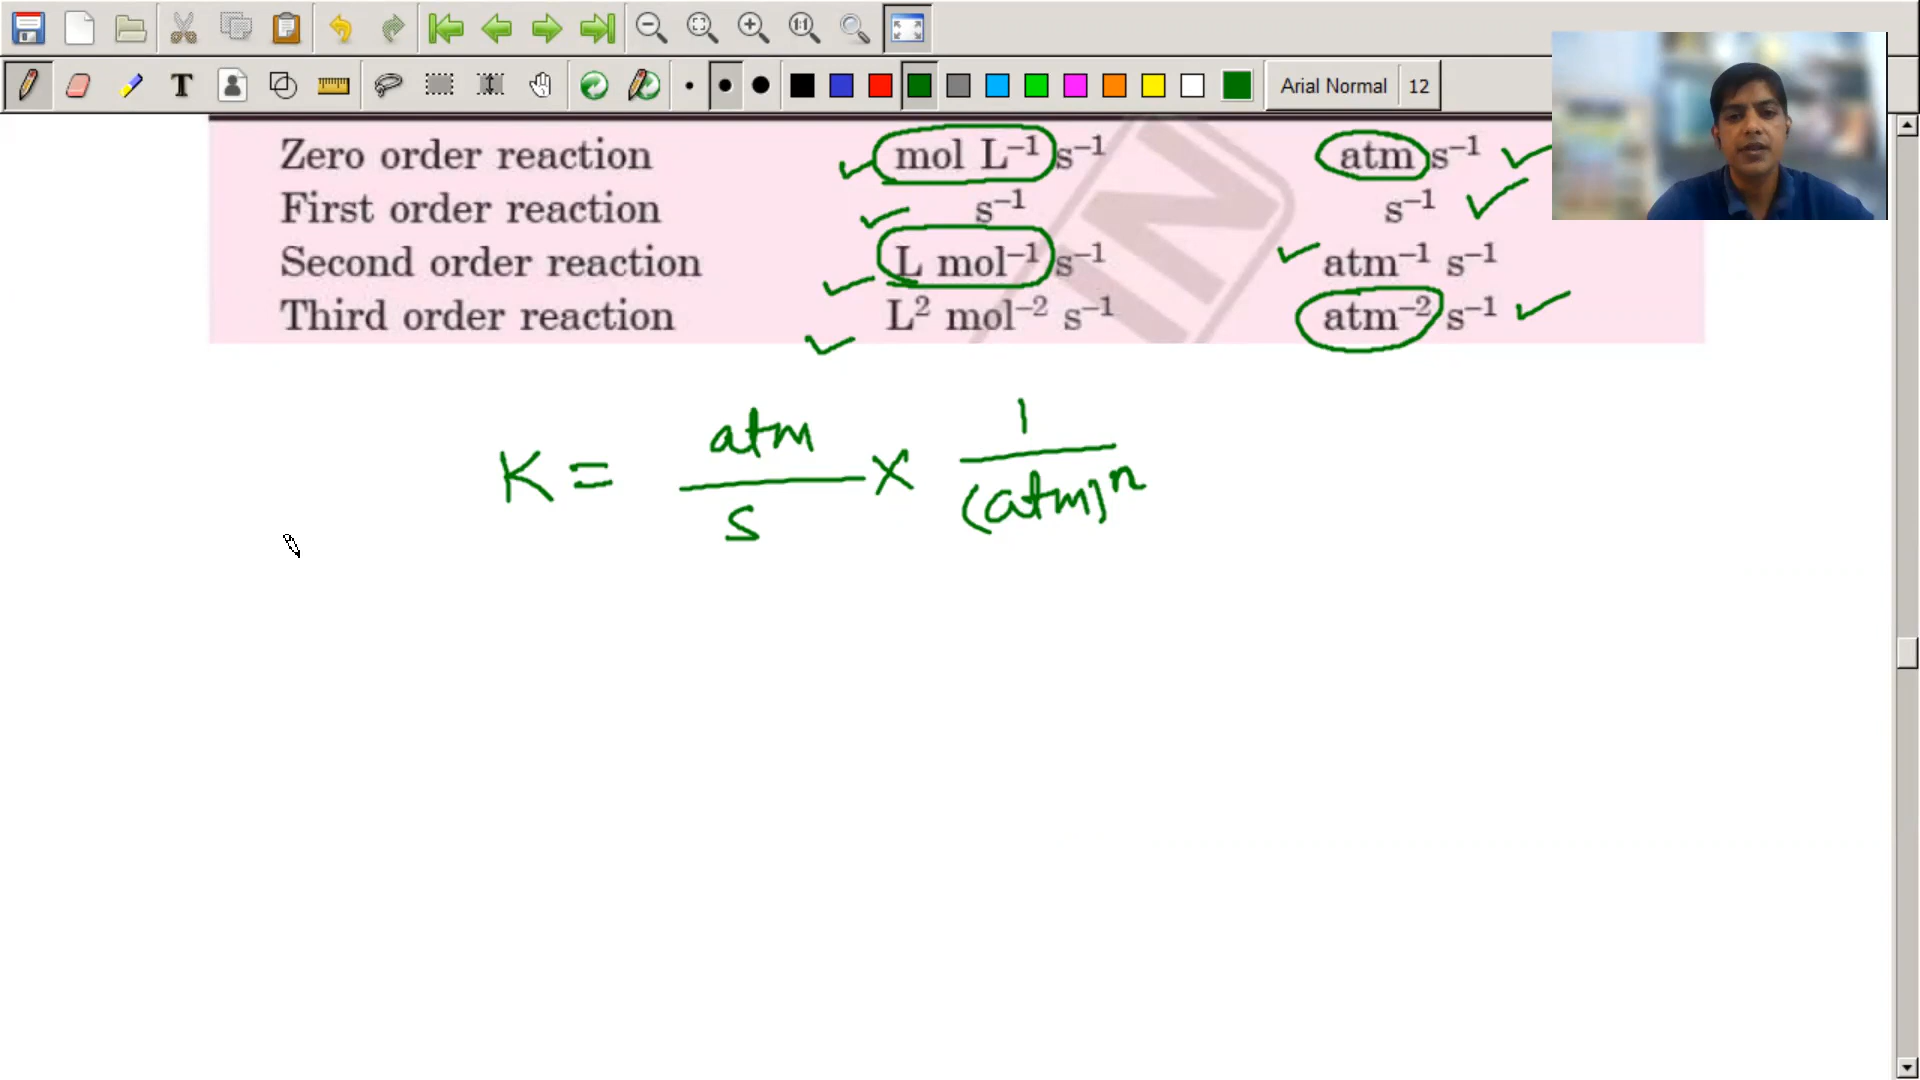 Arial Normal 12
Zero order reaction mol L⁻¹ s⁻¹ atm s⁻¹
First order reaction s⁻¹ s⁻¹
Second order reaction L mol⁻¹ s⁻¹ atm⁻¹ s⁻¹
Third order reaction L² mol⁻² s⁻¹ atm⁻² s⁻¹
K = atm/s × 1/(atm)ⁿ